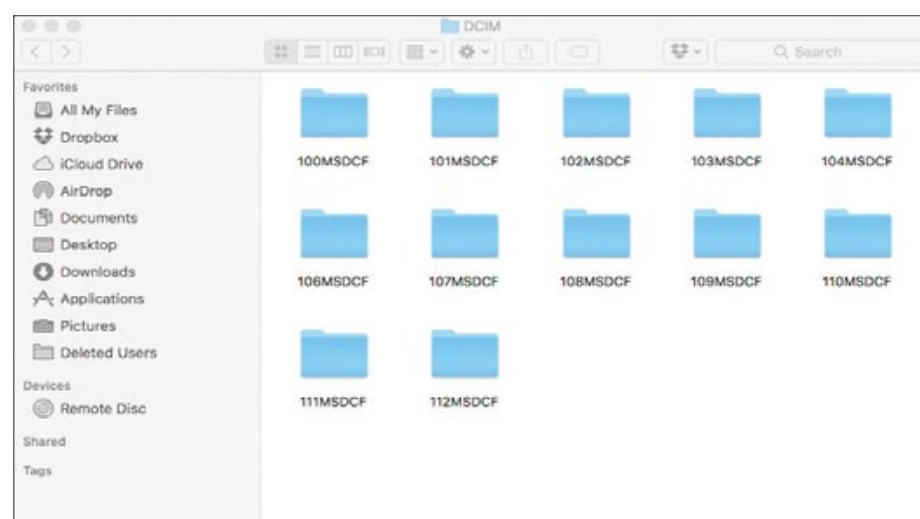 DCIM
Search
Favorites
All My Files
Dropbox
iCloud Drive
AirDrop
Documents
Desktop
Downloads
Applications
Pictures
Deleted Users
Devices
Remote Disc
Shared
Tags
100MSDCF 101MSDCF 102MSDCF 103MSDCF 104MSDCF
106MSDCF 107MSDCF 108MSDCF 109MSDCF 110MSDCF
111MSDCF 112MSDCF